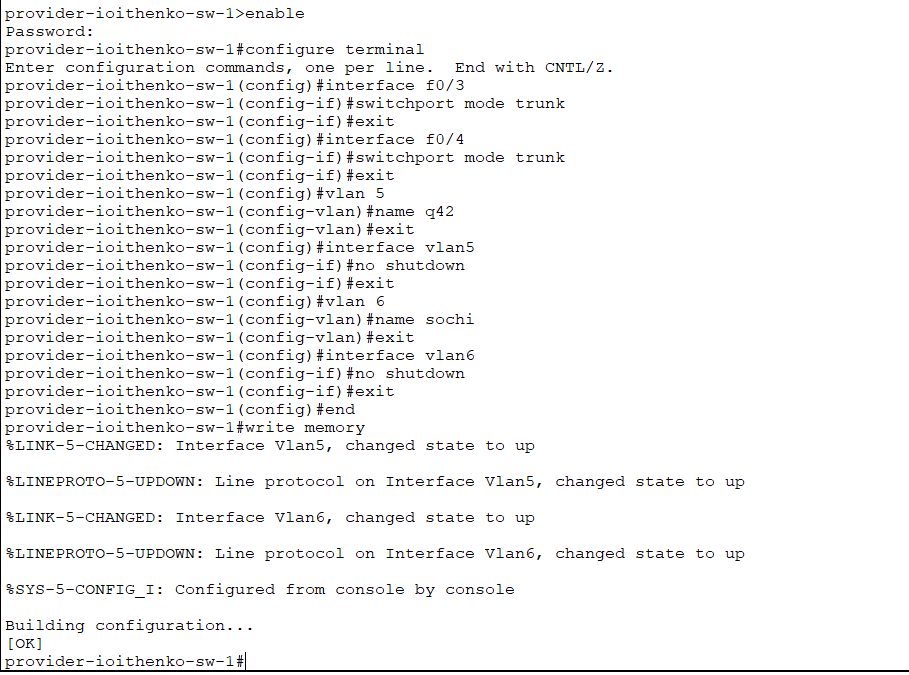 provider-ioithenko-sw-1>enable
Password:
provider-ioithenko-sw-1#configure terminal
Enter configuration commands, one per line.  End with CNTL/Z.
provider-ioithenko-sw-1(config)#interface f0/3
provider-ioithenko-sw-1(config-if)#switchport mode trunk
provider-ioithenko-sw-1(config-if)#exit
provider-ioithenko-sw-1(config)#interface f0/4
provider-ioithenko-sw-1(config-if)#switchport mode trunk
provider-ioithenko-sw-1(config-if)#exit
provider-ioithenko-sw-1(config)#vlan 5
provider-ioithenko-sw-1(config-vlan)#name q42
provider-ioithenko-sw-1(config-vlan)#exit
provider-ioithenko-sw-1(config)#interface vlan5
provider-ioithenko-sw-1(config-if)#no shutdown
provider-ioithenko-sw-1(config-if)#exit
provider-ioithenko-sw-1(config)#vlan 6
provider-ioithenko-sw-1(config-vlan)#name sochi
provider-ioithenko-sw-1(config-vlan)#exit
provider-ioithenko-sw-1(config)#interface vlan6
provider-ioithenko-sw-1(config-if)#no shutdown
provider-ioithenko-sw-1(config-if)#exit
provider-ioithenko-sw-1(config)#end
provider-ioithenko-sw-1#write memory
%LINK-5-CHANGED: Interface Vlan5, changed state to up
%LINEPROTO-5-UPDOWN: Line protocol on Interface Vlan5, changed state to up
%LINK-5-CHANGED: Interface Vlan6, changed state to up
%LINEPROTO-5-UPDOWN: Line protocol on Interface Vlan6, changed state to up
%SYS-5-CONFIG_I: Configured from console by console
Building configuration...
[OK]
provider-ioithenko-sw-1#